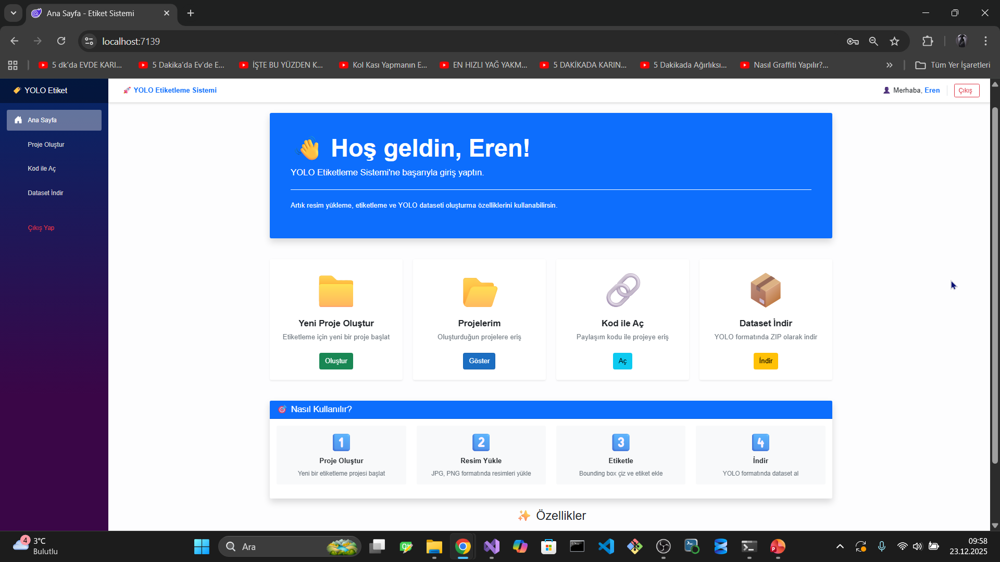 Ana Sayfa - Etiket Sistemi
localhost:7139
5 dk'da EVDE KARI...
5 Dakika'da Ev'de E...
İŞTE BU YÜZDEN K...
Kol Kası Yapmanın E...
EN HIZLI YAĞ YAKM...
5 DAKİKADA KARIN...
5 Dakikada Ağırlıksı...
Nasıl Graffiti Yapılır?...
Tüm Yer İşaretleri
YOLO Etiket
YOLO Etiketleme Sistemi
Merhaba, Eren
Çıkış
Ana Sayfa
Proje Oluştur
Kod ile Aç
Dataset İndir
Çıkış Yap
Hoş geldin, Eren!
YOLO Etiketleme Sistemi'ne başarıyla giriş yaptın.
Artık resim yükleme, etiketleme ve YOLO dataseti oluşturma özelliklerini kullanabilirsin.
Yeni Proje Oluştur
Etiketleme için yeni bir proje başlat
Oluştur
Projelerim
Oluşturduğun projelere eriş
Göster
Kod ile Aç
Paylaşım kodu ile projeye eriş
Aç
Dataset İndir
YOLO formatında ZIP olarak indir
İndir
Nasıl Kullanılır?
1
Proje Oluştur
Yeni bir etiketleme projesi başlat
2
Resim Yükle
JPG, PNG formatında resimleri yükle
3
Etiketle
Bounding box çiz ve etiket ekle
4
İndir
YOLO formatında dataset al
Özellikler
4
3°C
Bulutlu
Ara
09:58
23.12.2025